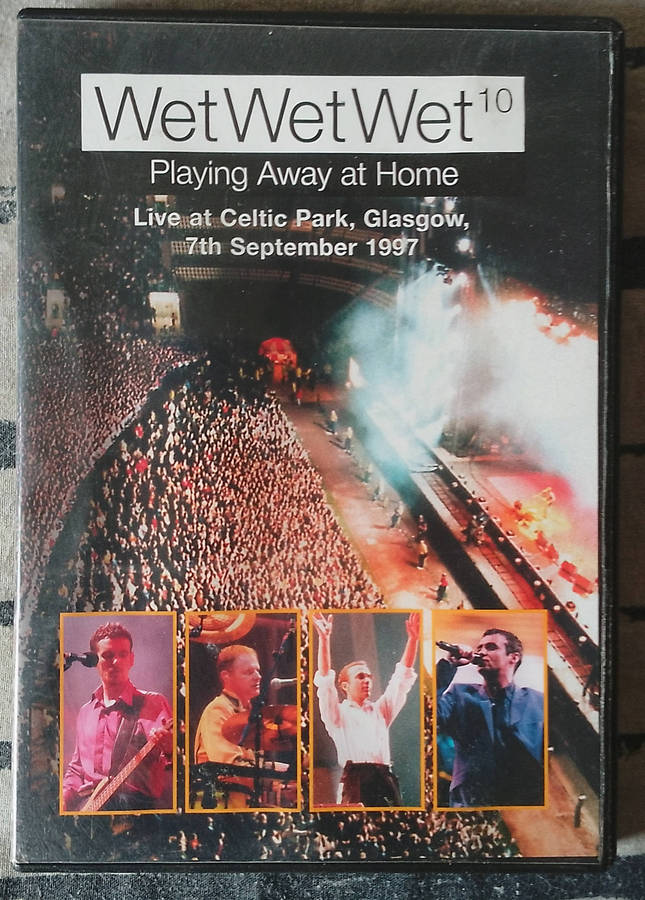 WetWetWet10
Playing Away at Home
Live at Celtic Park, Glasgow,
7th September 1997